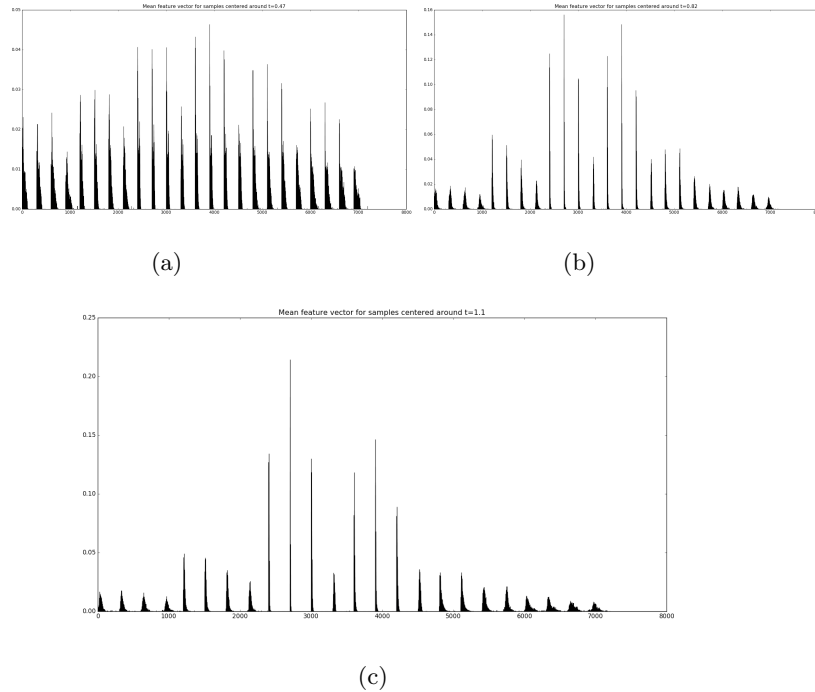 Mean feature vector for samples centered around t=0.47
0.05
0.04
0.03
0.02
0.01
0.00
0 1000 2000 3000 4000 5000 6000 7000 8000
(a)
Mean feature vector for samples centered around t=0.82
0.16
0.14
0.12
0.10
0.08
0.06
0.04
0.02
0.00
0 1000 2000 3000 4000 5000 6000 7000
(b)
Mean feature vector for samples centered around t=1.1
0.25
0.20
0.15
0.10
0.05
0.00
0 1000 2000 3000 4000 5000 6000 7000 8000
(c)